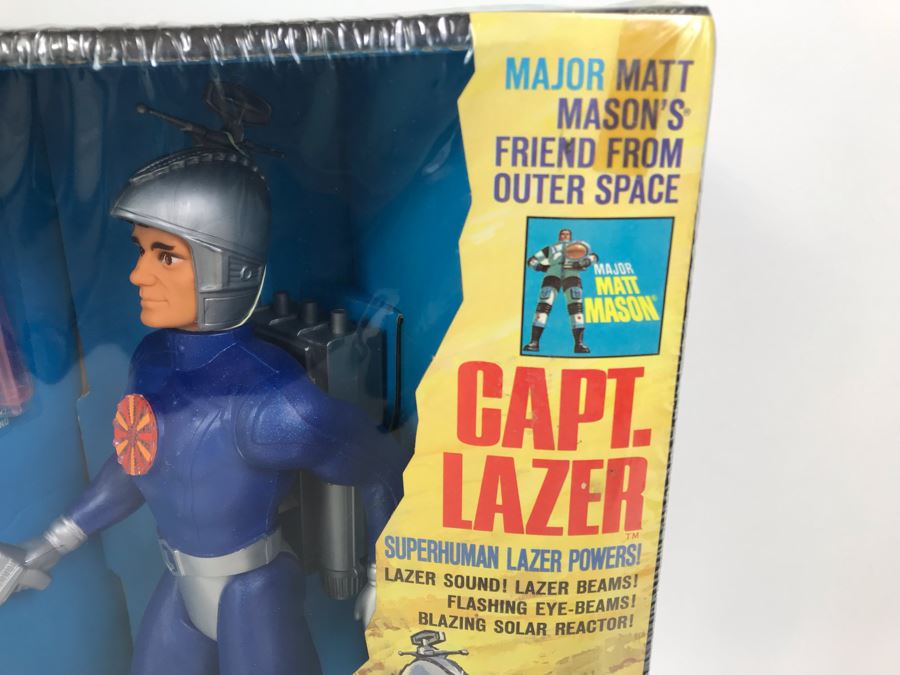 MAJOR MATT
MASON'S®
FRIEND FROM
OUTER SPACE
MAJOR
MATT
MASON®
CAPT.
LAZER
TM
SUPERHUMAN LAZER POWERS!
LAZER SOUND! LAZER BEAMS!
FLASHING EYE-BEAMS!
BLAZING SOLAR REACTOR!